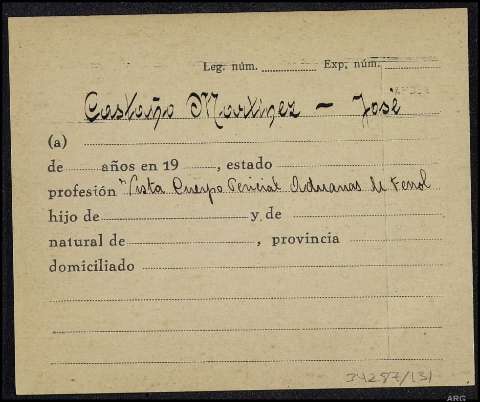 Leg. núm. Exp. núm.
Castaño Martinez - José
(a)
de años en 19 , estado
profesión Vista Cuerpo Pericial Aduanas de Ferrol
hijo de y de
natural de , provincia
domiciliado
34287/131
ARG